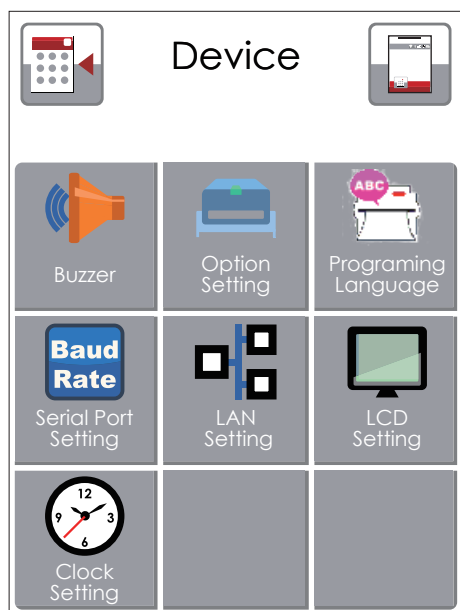 Device
Buzzer
Option
Setting
ABC
Programing
Language
Baud
Rate
Serial Port
Setting
LAN
Setting
LCD
Setting
12
9
3
6
Clock
Setting